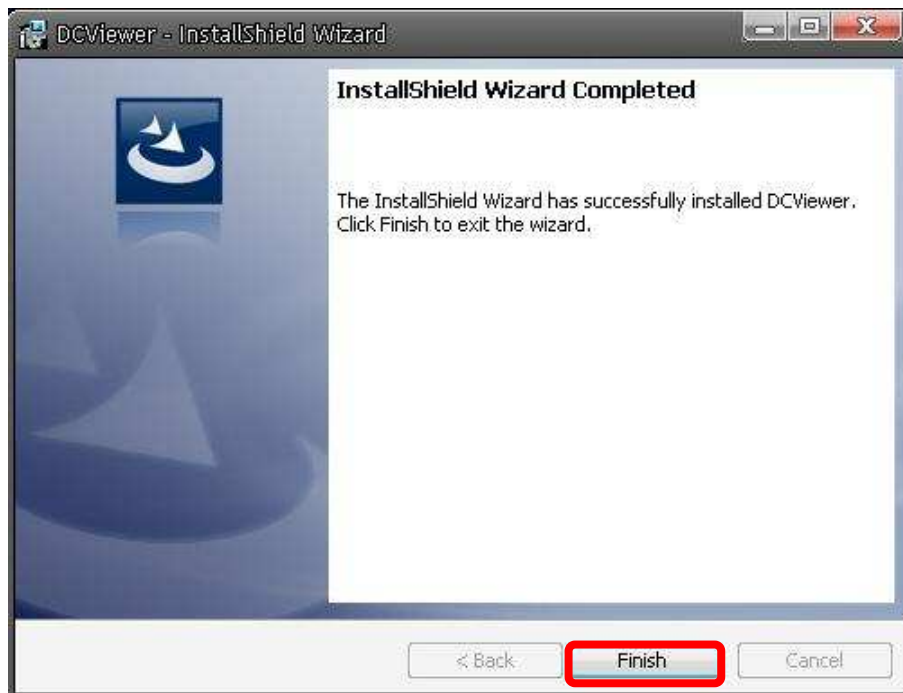 DCViewer - InstallShield Wizard
InstallShield Wizard Completed
The InstallShield Wizard has successfully installed DCViewer.
Click Finish to exit the wizard.
< Back
Finish
Cancel